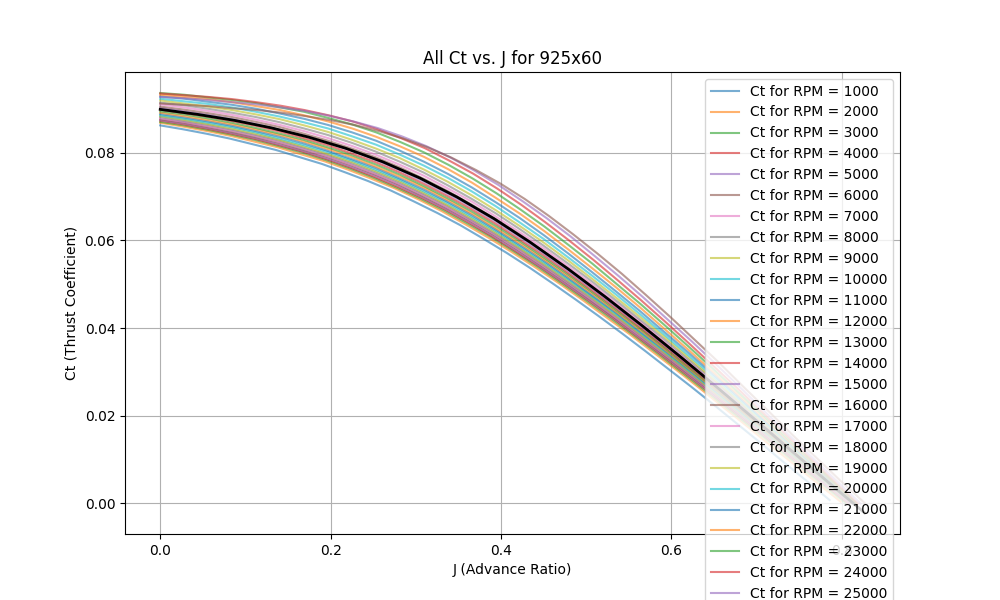 All Ct vs. J for 925x60
Ct (Thrust Coefficient)
0.08
0.06
0.04
0.02
0.00
0.0
0.2
0.4
0.6
J (Advance Ratio)
Ct for RPM = 1000
Ct for RPM = 2000
Ct for RPM = 3000
Ct for RPM = 4000
Ct for RPM = 5000
Ct for RPM = 6000
Ct for RPM = 7000
Ct for RPM = 8000
Ct for RPM = 9000
Ct for RPM = 10000
Ct for RPM = 11000
Ct for RPM = 12000
Ct for RPM = 13000
Ct for RPM = 14000
Ct for RPM = 15000
Ct for RPM = 16000
Ct for RPM = 17000
Ct for RPM = 18000
Ct for RPM = 19000
Ct for RPM = 20000
Ct for RPM = 21000
Ct for RPM = 22000
Ct for RPM = 23000
Ct for RPM = 24000
Ct for RPM = 25000